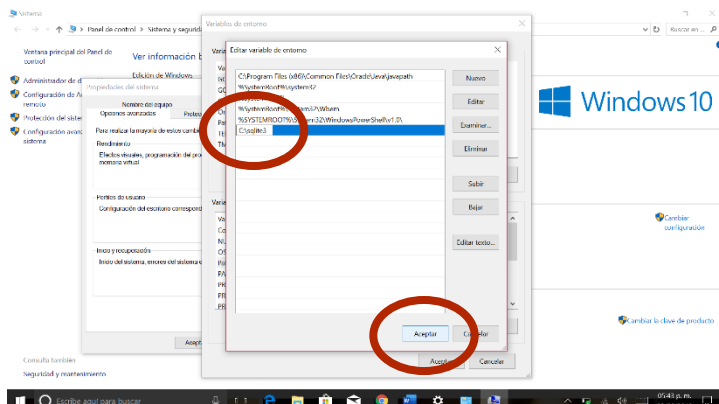 Sistema
Panel de control > Sistema y segurida
Buscar en ...
Ventana principal del Panel de
control
Administrador de d
Configuración de A
remoto
Protección del siste
Configuración avan
sistema
Ver información b
Edición de Windows
Propiedades del sistema
Nombre del equipo
Opciones avanzadas
Protec
Para realizar la mayoría de estos camb
Rendimiento
Efectos visuales, programación del pro
memoria virtual
Perfiles de usuario
Configuración del escritorio correspond
Inicio y recuperación
Inicio del sistema, errores del sistema e
Acept
Variables de entorno
Editar variable de entorno
C:\Program Files (x86)\Common Files\Oracle\Java\javapath
%SystemRoot%\system32
%SystemRoot%\System32\Wbem
%SYSTEMROOT%\System32\WindowsPowerShell\v1.0\
C:\sqlite3
Nuevo
Editar
Examinar...
Eliminar
Subir
Bajar
Editar texto...
Aceptar
Cancelar
Acepta
Cancelar
Windows 10
Cambiar
configuración
Cambiar la clave de producto
Consulta también
Seguridad y mantenimiento
Escribe aquí para buscar
05:43 p. m.